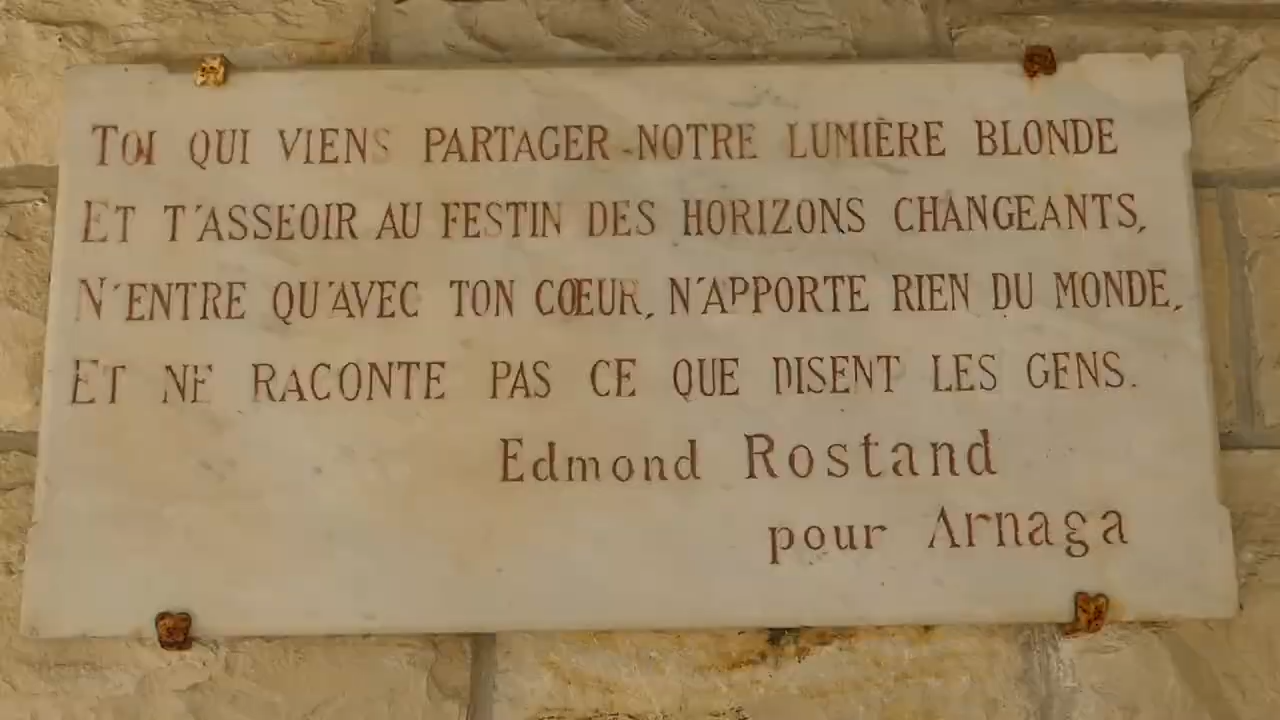 TOI QUI VIENS PARTAGER NOTRE LUMIÈRE BLONDE
ET T'ASSEOIR AU FESTIN DES HORIZONS CHANGEANTS,
N'ENTRE QU'AVEC TON CŒUR, N'APPORTE RIEN DU MONDE,
ET NE RACONTE PAS CE QUE DISENT LES GENS.
Edmond Rostand
pour Arnaga